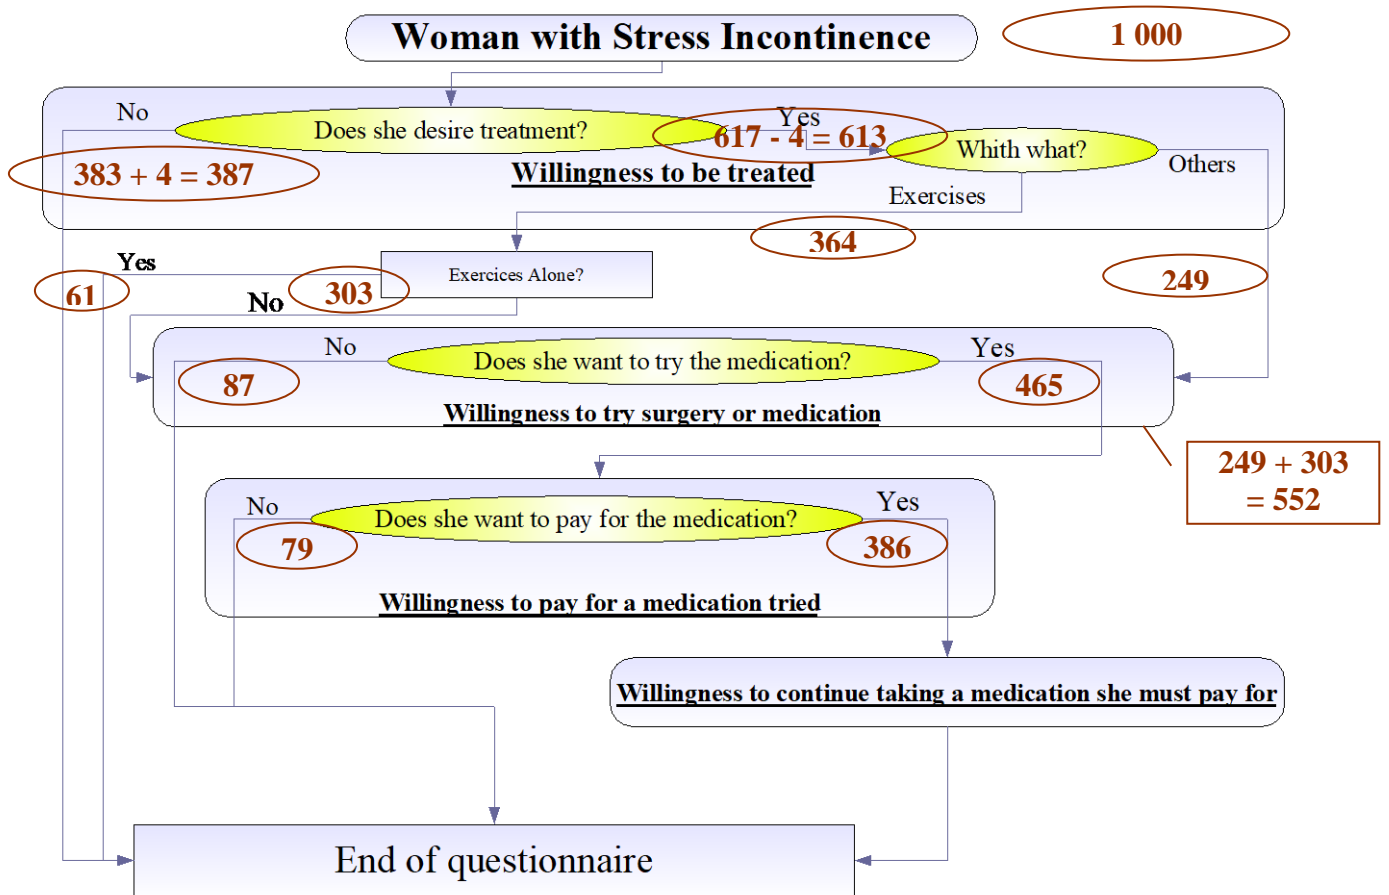 Woman with Stress Incontinence
1 000
No
Does she desire treatment?
Yes
617 - 4 = 613
Whith what?
Others
383 + 4 = 387
Willingness to be treated
Exercises
364
Yes
Exercices Alone?
249
61
303
No
No
Does she want to try the medication?
Yes
87
465
Willingness to try surgery or medication
249 + 303
= 552
No
Does she want to pay for the medication?
Yes
79
386
Willingness to pay for a medication tried
Willingness to continue taking a medication she must pay for
End of questionnaire